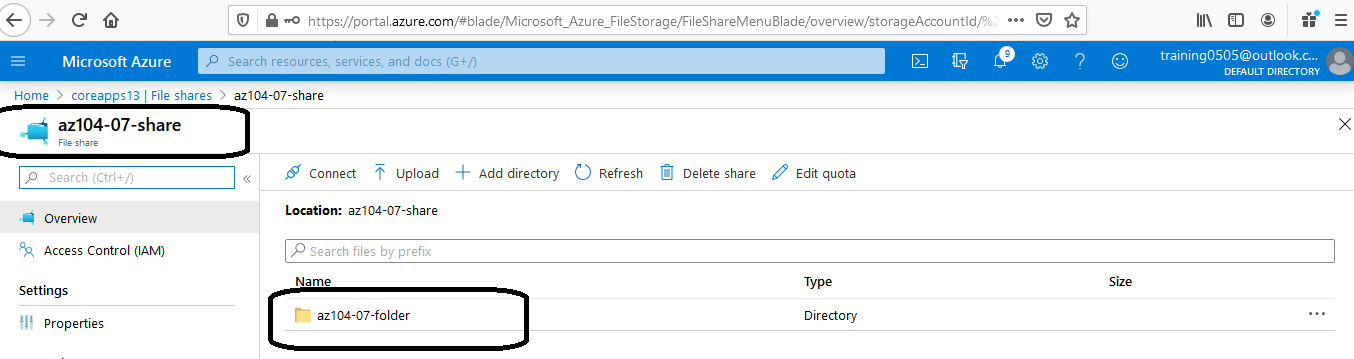 https://portal.azure.com/#blade/Microsoft_Azure_FileStorage/FileShareMenuBlade/overview/storageAccountId/%2
Microsoft Azure
Search resources, services, and docs (G+/)
9
training0505@outlook.c...
DEFAULT DIRECTORY
Home > coreapps13 | File shares > az104-07-share
az104-07-share
File share
Search (Ctrl+/)
«
Connect Upload Add directory Refresh Delete share Edit quota
Overview
Location: az104-07-share
Access Control (IAM)
Search files by prefix
Settings
Name Type Size
Properties
az104-07-folder Directory